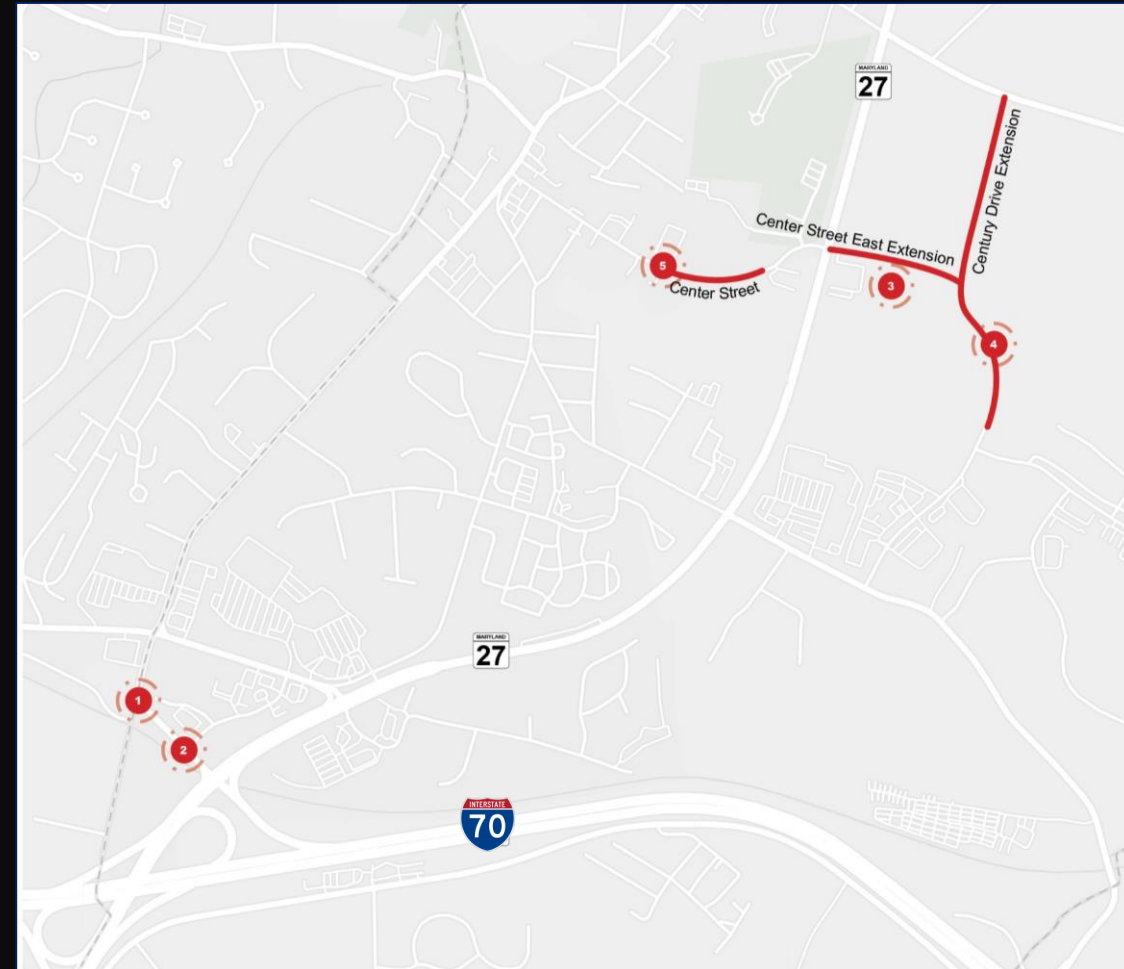 MARYLAND
27
Century Drive Extension
Center Street East Extension
5
Center Street
3
4
MARYLAND
27
1
2
INTERSTATE
70